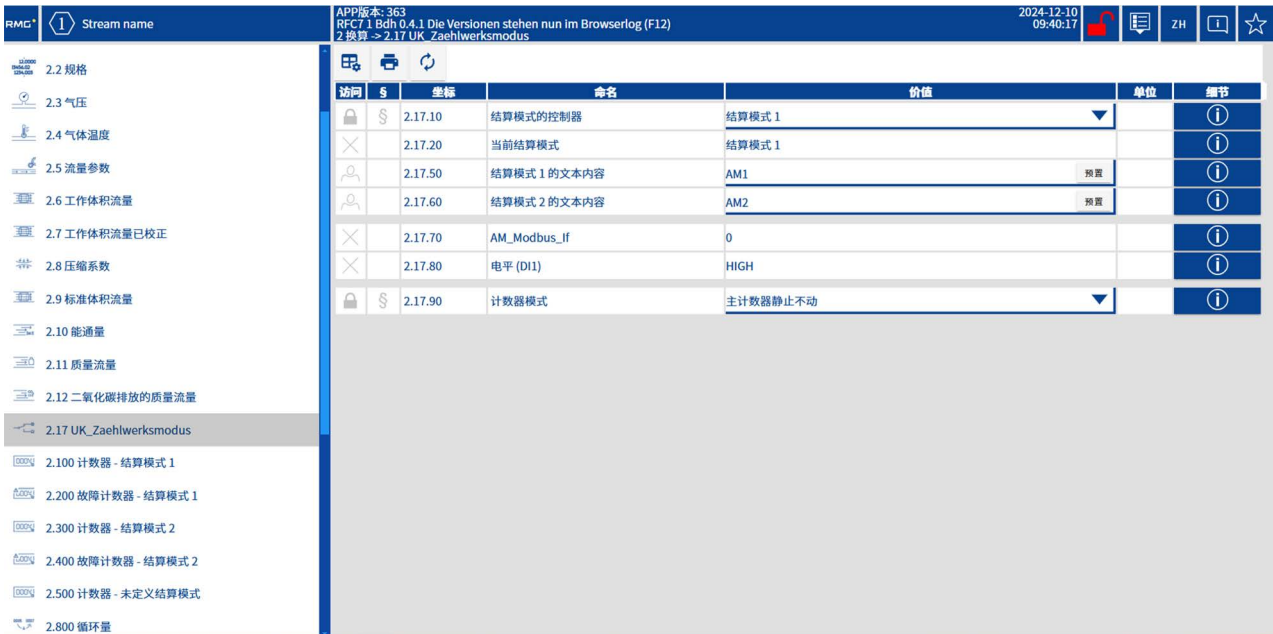 RMG
1
Stream name
APP版本: 363
RFC7 1 Bdh 0.4.1 Die Versionen stehen nun im Browserlog (F12)
2 换算 -> 2.17 UK_Zaehlwerksmodus
2024-12-10
09:40:17
ZH
2.2 规格
2.3 气压
2.4 气体温度
2.5 流量参数
2.6 工作体积流量
2.7 工作体积流量已校正
2.8 压缩系数
2.9 标准体积流量
2.10 能通量
2.11 质量流量
2.12 二氧化碳排放的质量流量
2.17 UK_Zaehlwerksmodus
2.100 计数器 - 结算模式 1
2.200 故障计数器 - 结算模式 1
2.300 计数器 - 结算模式 2
2.400 故障计数器 - 结算模式 2
2.500 计数器 - 未定义结算模式
2.800 循环量
访问 § 坐标 命名 价值 单位 细节
§ 2.17.10 结算模式的控制器 结算模式 1
2.17.20 当前结算模式 结算模式 1
2.17.50 结算模式 1 的文本内容 AM1 预置
2.17.60 结算模式 2 的文本内容 AM2 预置
2.17.70 AM_Modbus_If 0
2.17.80 电平 (DI1) HIGH
§ 2.17.90 计数器模式 主计数器静止不动